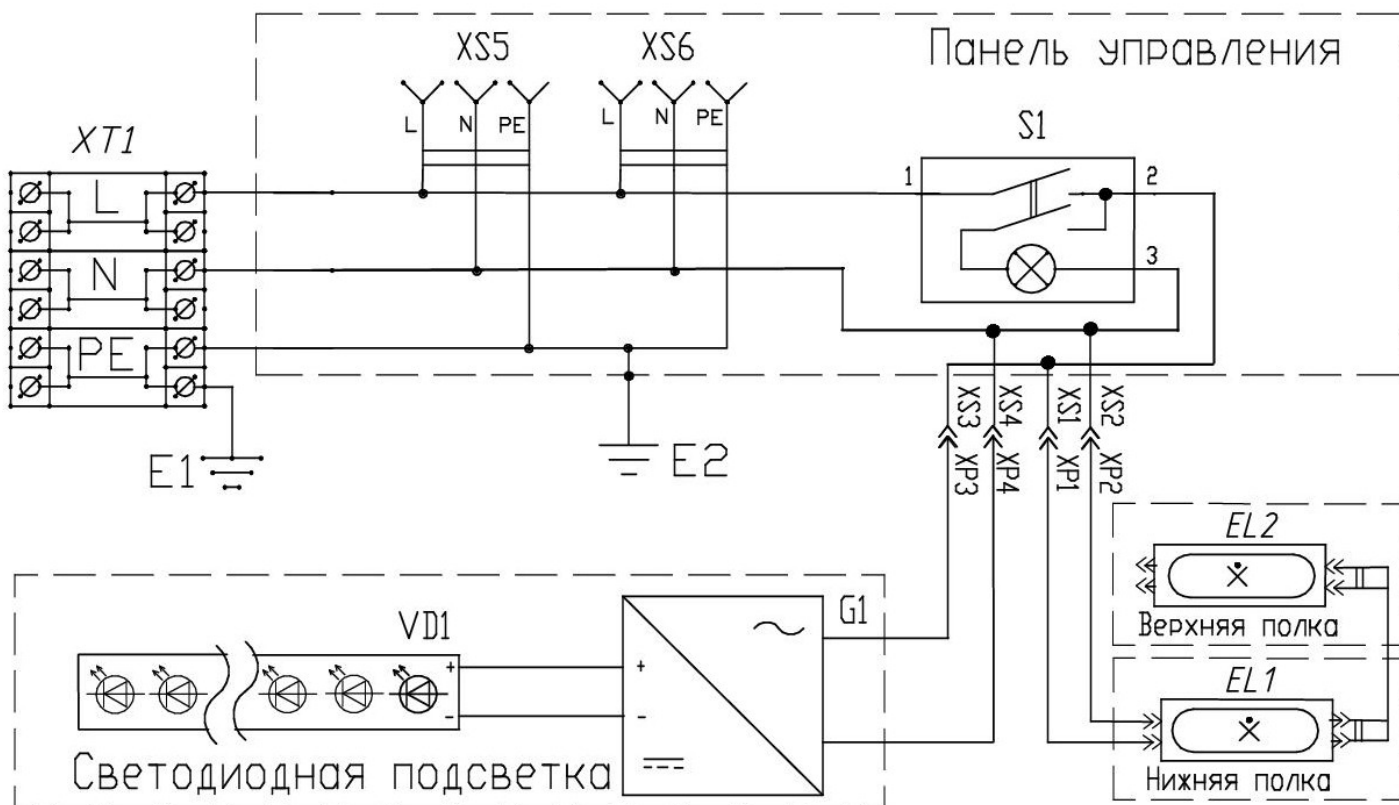 Панель управления
XS5
XS6
L
N
PE
L
N
PE
XT1
L
N
PE
S1
1
2
3
E1
E2
XS3
XS4
XS1
XS2
XP3
XP4
XP1
XP2
EL2
Верхняя полка
EL1
Нижняя полка
VD1
G1
+
-
+
-
Светодиодная подсветка